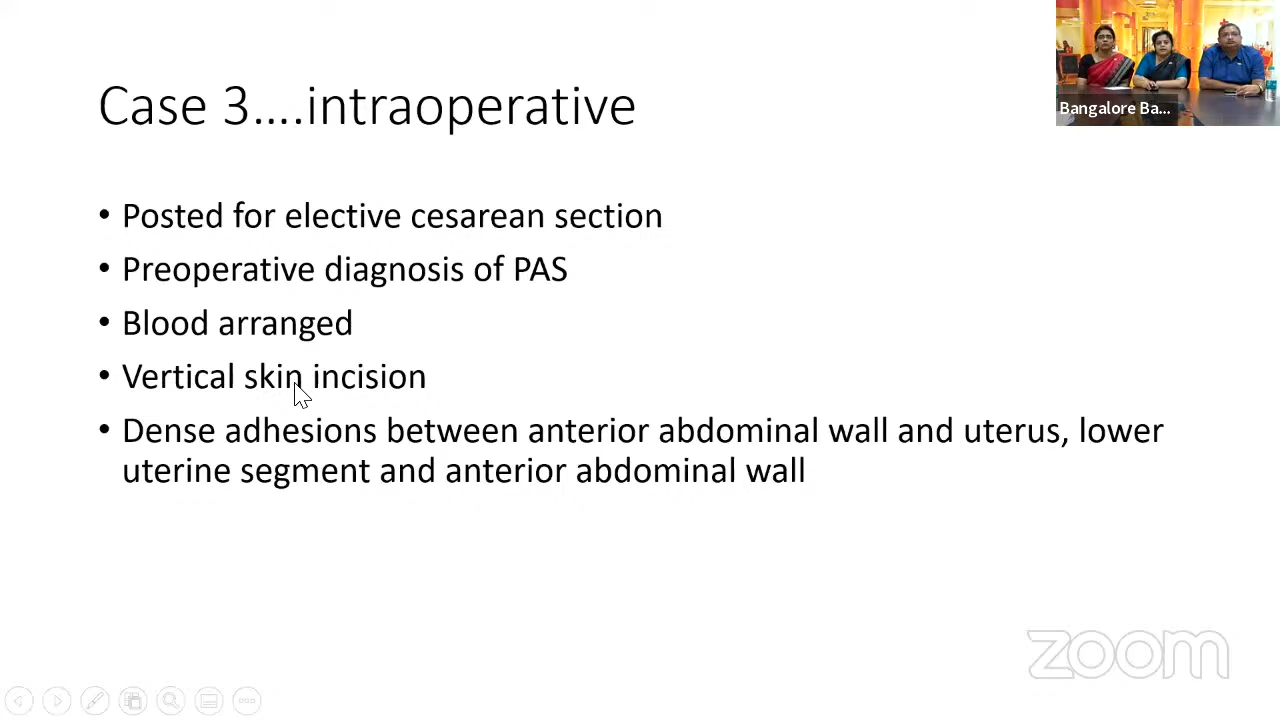 Case 3....intraoperative
Bangalore Ba...
• Posted for elective cesarean section
• Preoperative diagnosis of PAS
• Blood arranged
• Vertical skin incision
• Dense adhesions between anterior abdominal wall and uterus, lower
uterine segment and anterior abdominal wall
zoom